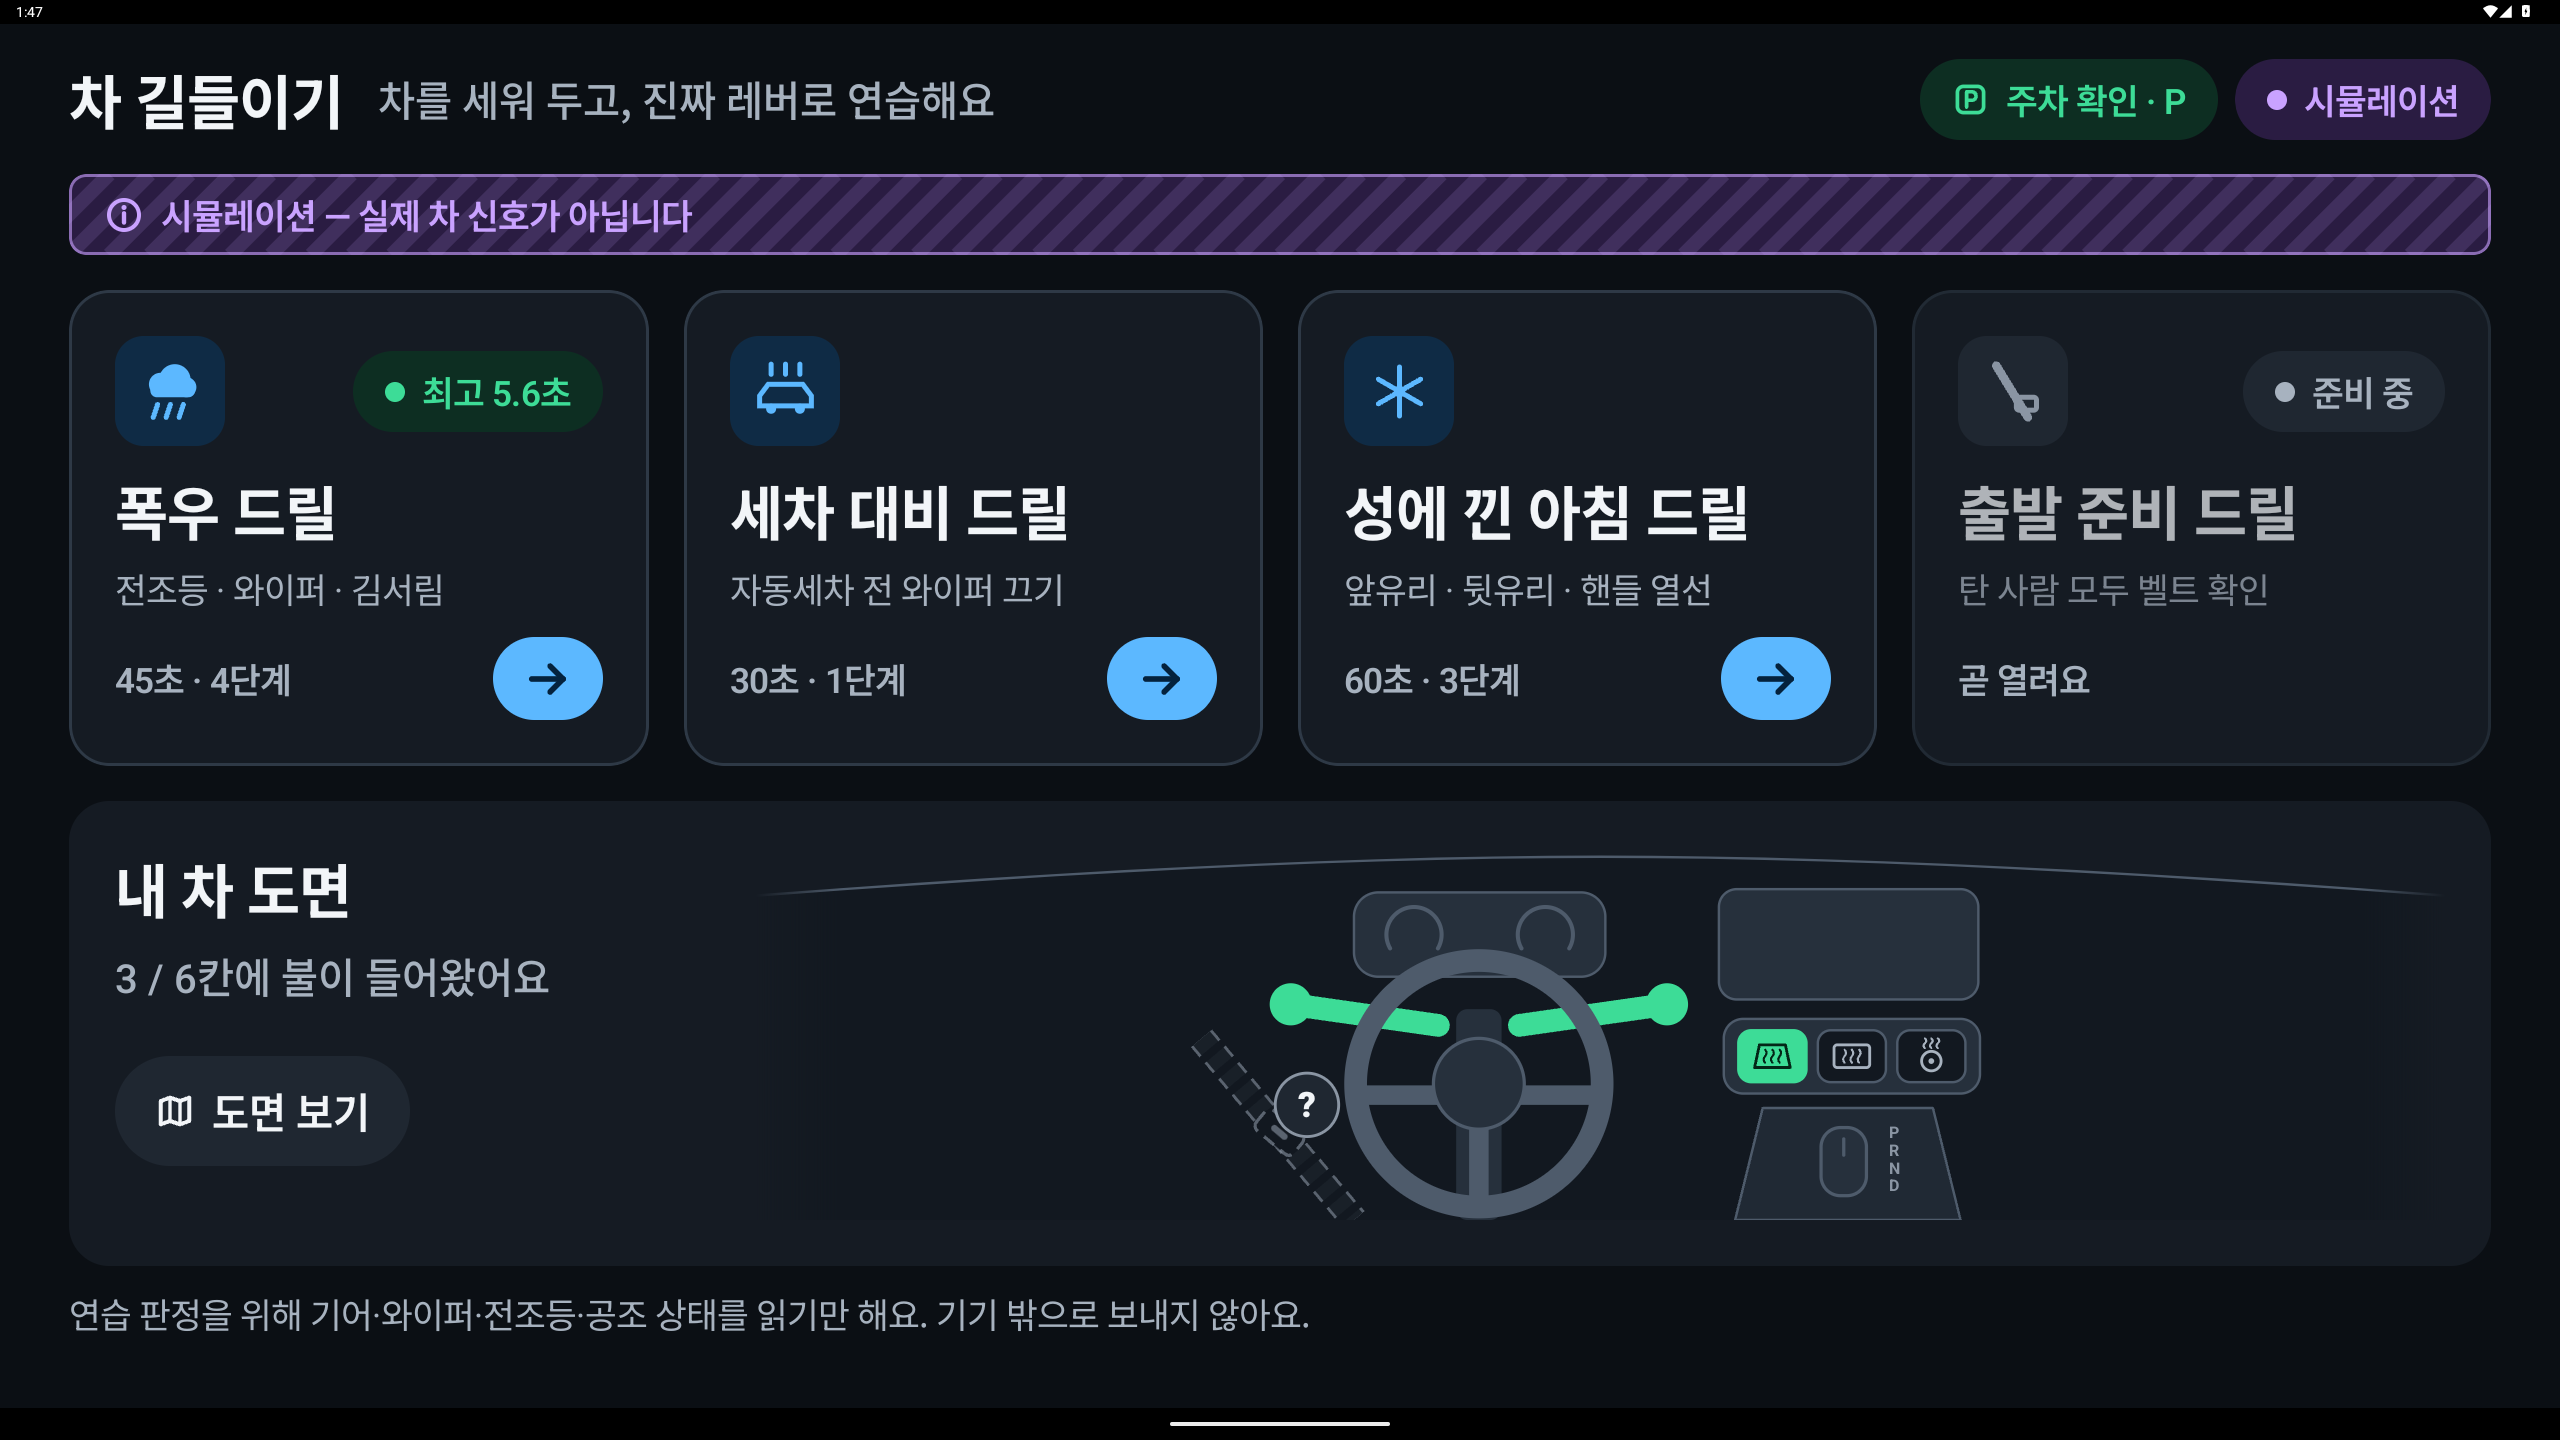 1:47
차 길들이기
차를 세워 두고, 진짜 레버로 연습해요
주차 확인 · P
시뮬레이션
시뮬레이션 — 실제 차 신호가 아닙니다
최고 5.6초
폭우 드릴
전조등 · 와이퍼 · 김서림
45초 · 4단계
세차 대비 드릴
자동세차 전 와이퍼 끄기
30초 · 1단계
성에 낀 아침 드릴
앞유리 · 뒷유리 · 핸들 열선
60초 · 3단계
준비 중
출발 준비 드릴
탄 사람 모두 벨트 확인
곧 열려요
내 차 도면
3 / 6칸에 불이 들어왔어요
도면 보기
?
P
R
N
D
연습 판정을 위해 기어·와이퍼·전조등·공조 상태를 읽기만 해요. 기기 밖으로 보내지 않아요.